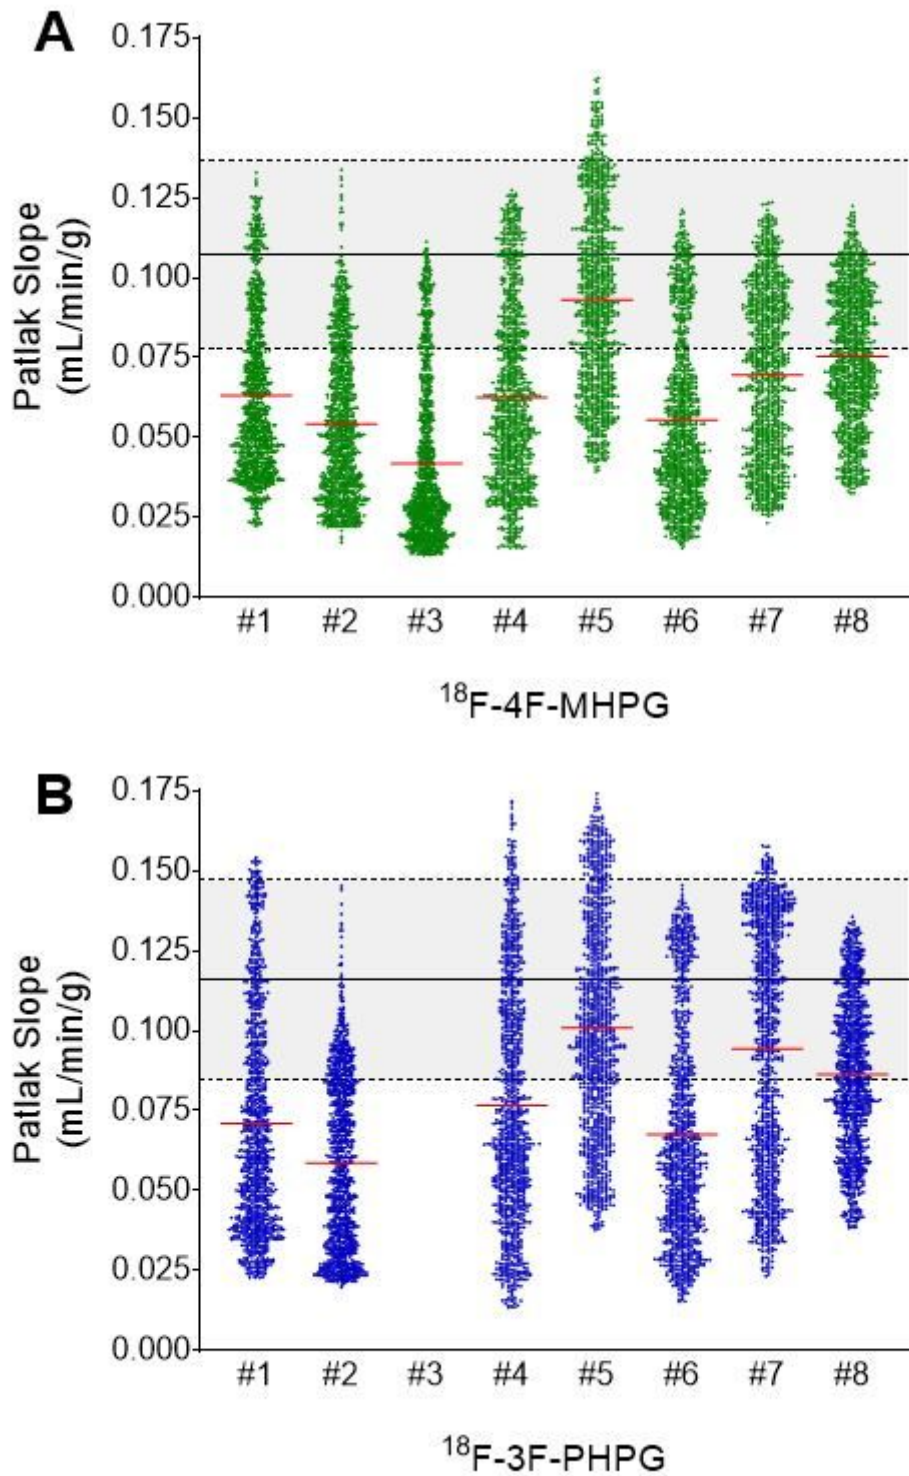 A
0.175
0.150
0.125
0.100
0.075
0.050
0.025
0.000
Patlak Slope
(mL/min/g)
#1 #2 #3 #4 #5 #6 #7 #8
¹⁸F-4F-MHPG
B
0.175
0.150
0.125
0.100
0.075
0.050
0.025
0.000
Patlak Slope
(mL/min/g)
#1 #2 #3 #4 #5 #6 #7 #8
¹⁸F-3F-PHPG